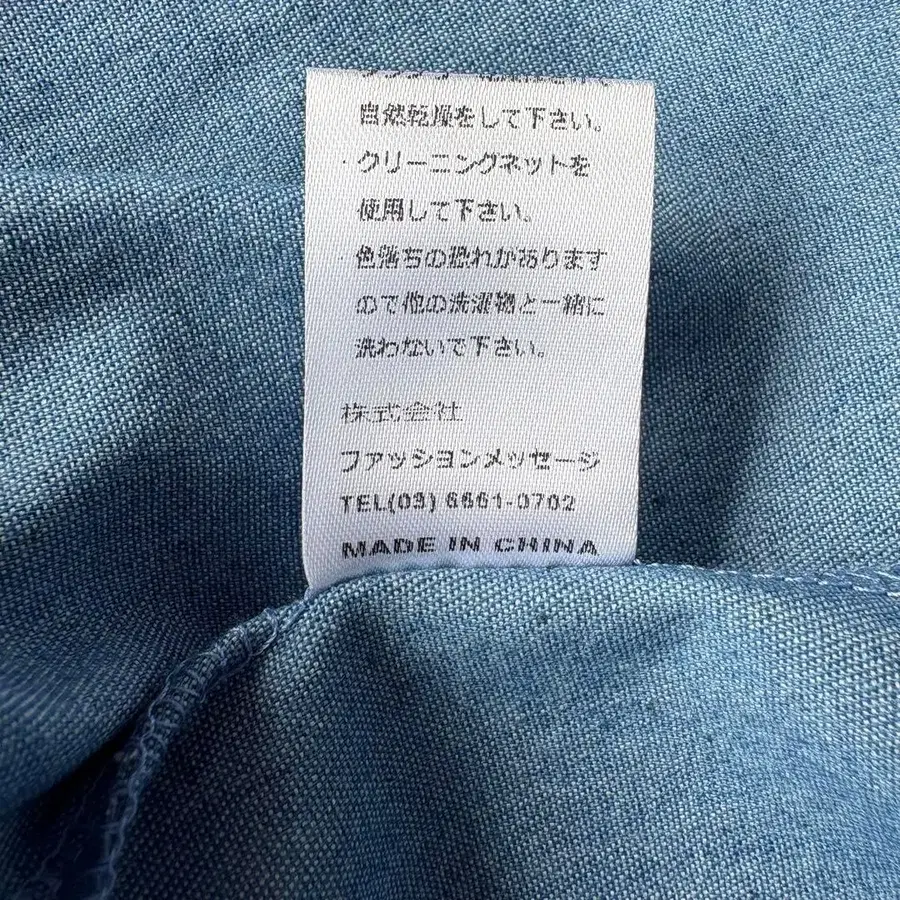 自然乾燥をして下さい。
・クリーニングネットを
使用して下さい。
色落ちの恐れがあります
ので他の洗濯物と一緒に
洗わないで下さい。
株式会社
ファッションメッセージ
TEL(03) 6661-0702
MADE IN CHINA